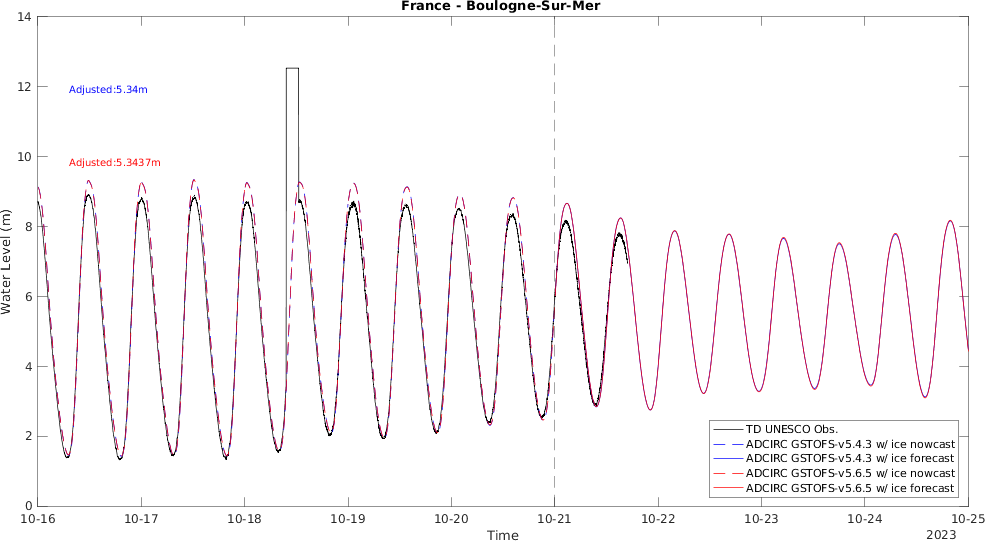 France - Boulogne-Sur-Mer
14
12
10
8
6
4
2
0
Water Level (m)
Adjusted:5.34m
Adjusted:5.3437m
TD UNESCO Obs.
ADCIRC GSTOFS-v5.4.3 w/ ice nowcast
ADCIRC GSTOFS-v5.4.3 w/ ice forecast
ADCIRC GSTOFS-v5.6.5 w/ ice nowcast
ADCIRC GSTOFS-v5.6.5 w/ ice forecast
10-16 10-17 10-18 10-19 10-20 10-21 10-22 10-23 10-24 10-25
Time
2023